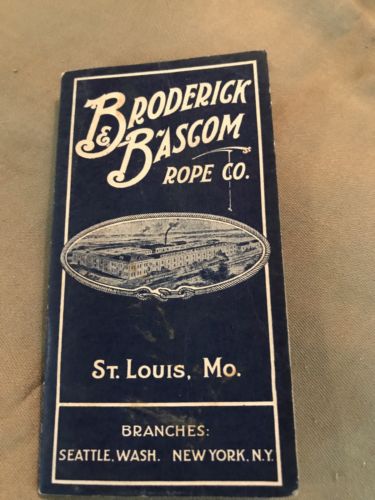 BRODERICK
& BASCOM
ROPE CO.
ST. LOUIS, MO.
BRANCHES:
SEATTLE, WASH. NEW YORK, N.Y.